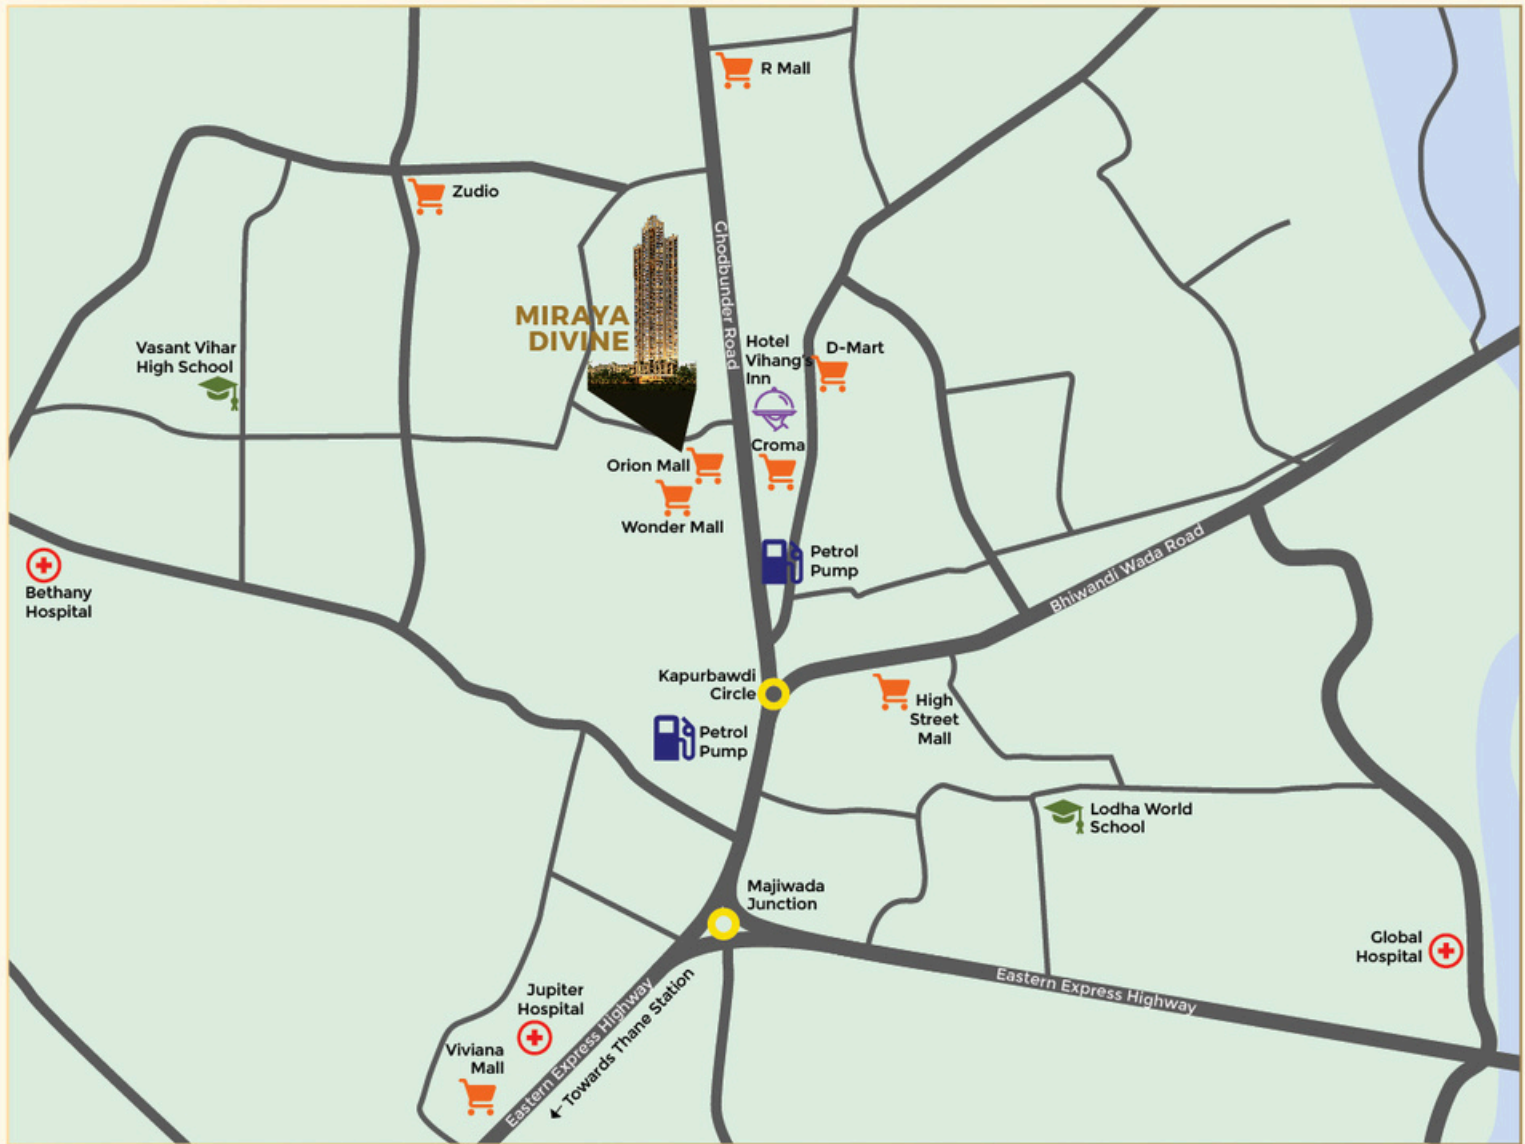 R Mall
Zudio
Ghodbunder Road
MIRAYA
DIVINE
Vasant Vihar
High School
Hotel
Vihang's
Inn
D-Mart
Croma
Orion Mall
Wonder Mall
Petrol
Pump
Bethany
Hospital
Bhiwandi Wada Road
Kapurbawdi
Circle
High
Street
Mall
Petrol
Pump
Lodha World
School
Majiwada
Junction
Global
Hospital
Eastern Express Highway
Jupiter
Hospital
Viviana
Mall
Eastern Express Highway
← Towards Thane Station